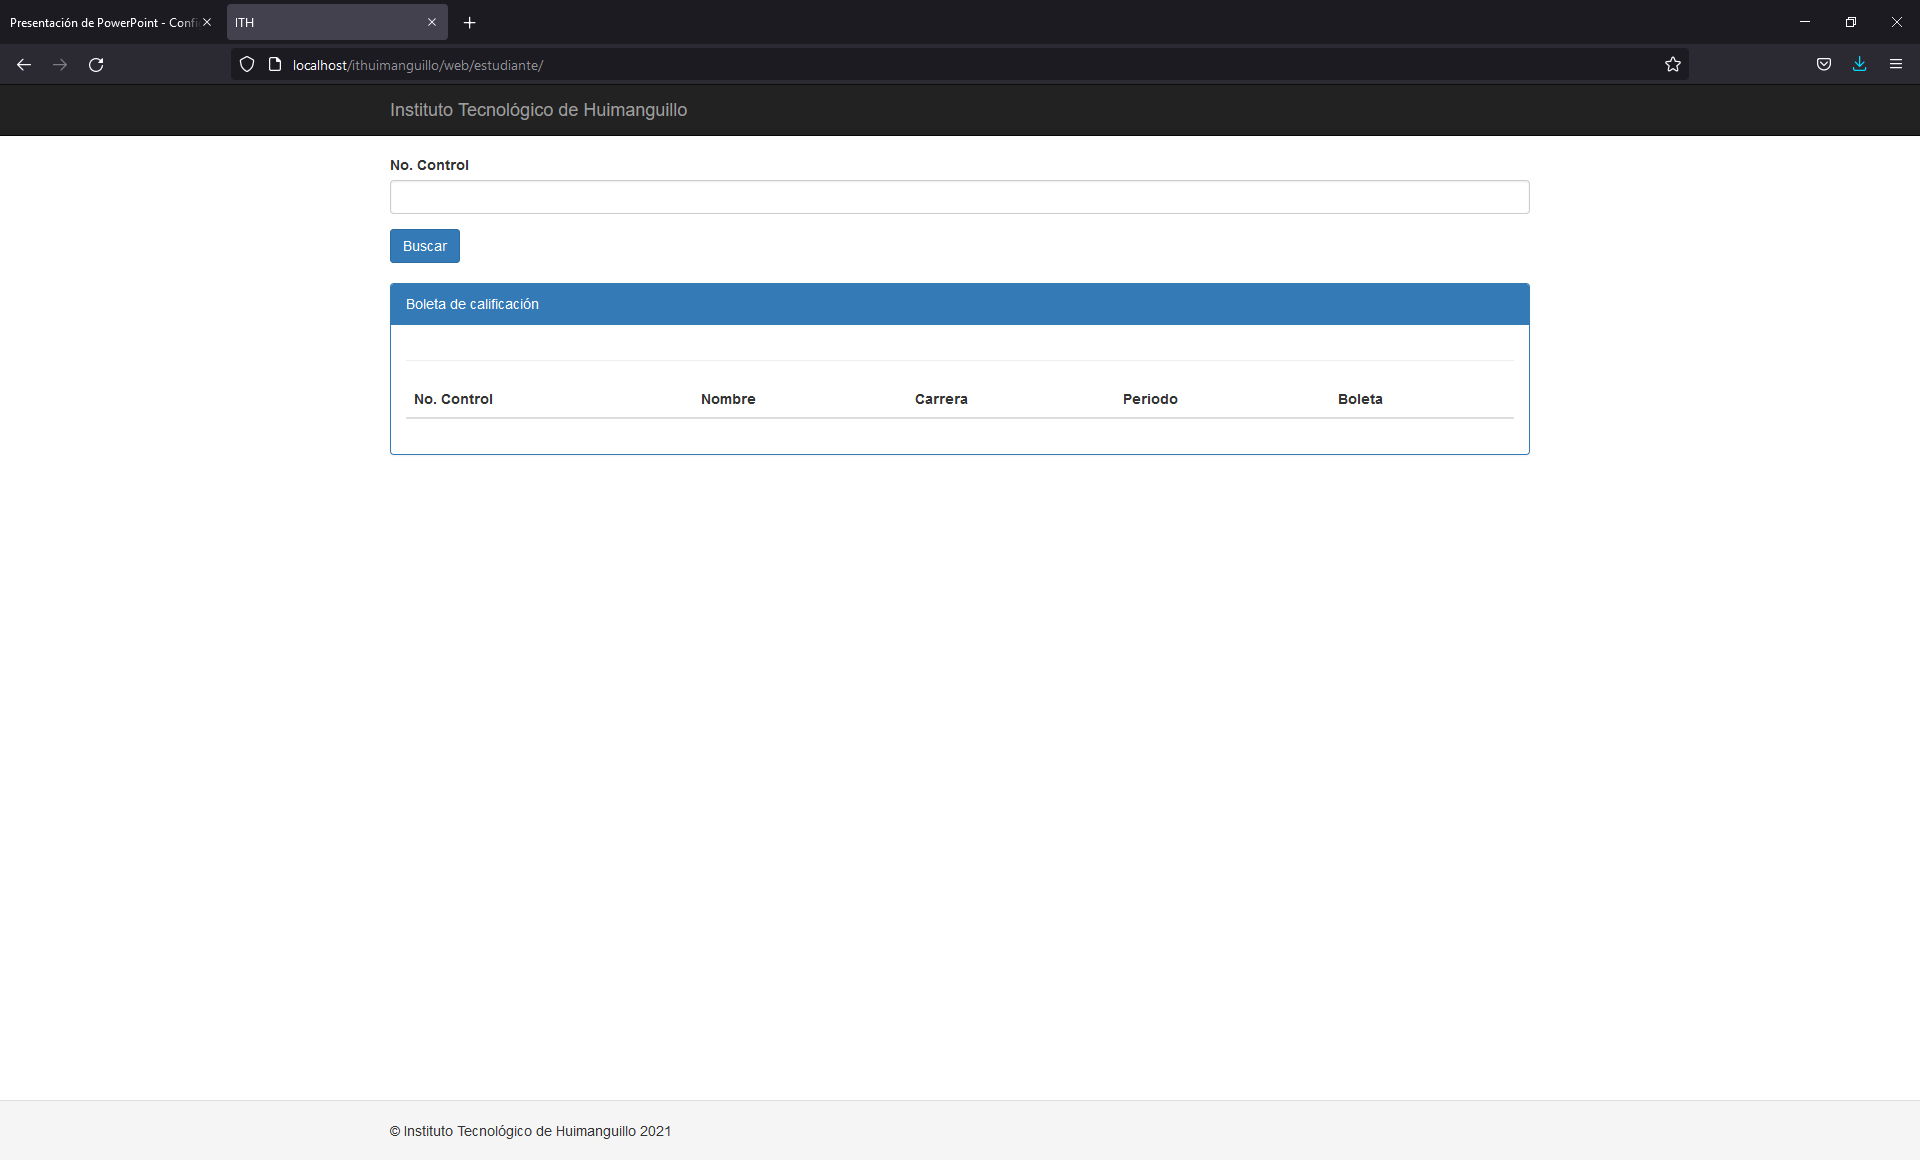 Presentación de PowerPoint - Confi
ITH
localhost/ithuimanguillo/web/estudiante/
Instituto Tecnológico de Huimanguillo
No. Control
Buscar
Boleta de calificación
No. Control Nombre Carrera Periodo Boleta
© Instituto Tecnológico de Huimanguillo 2021